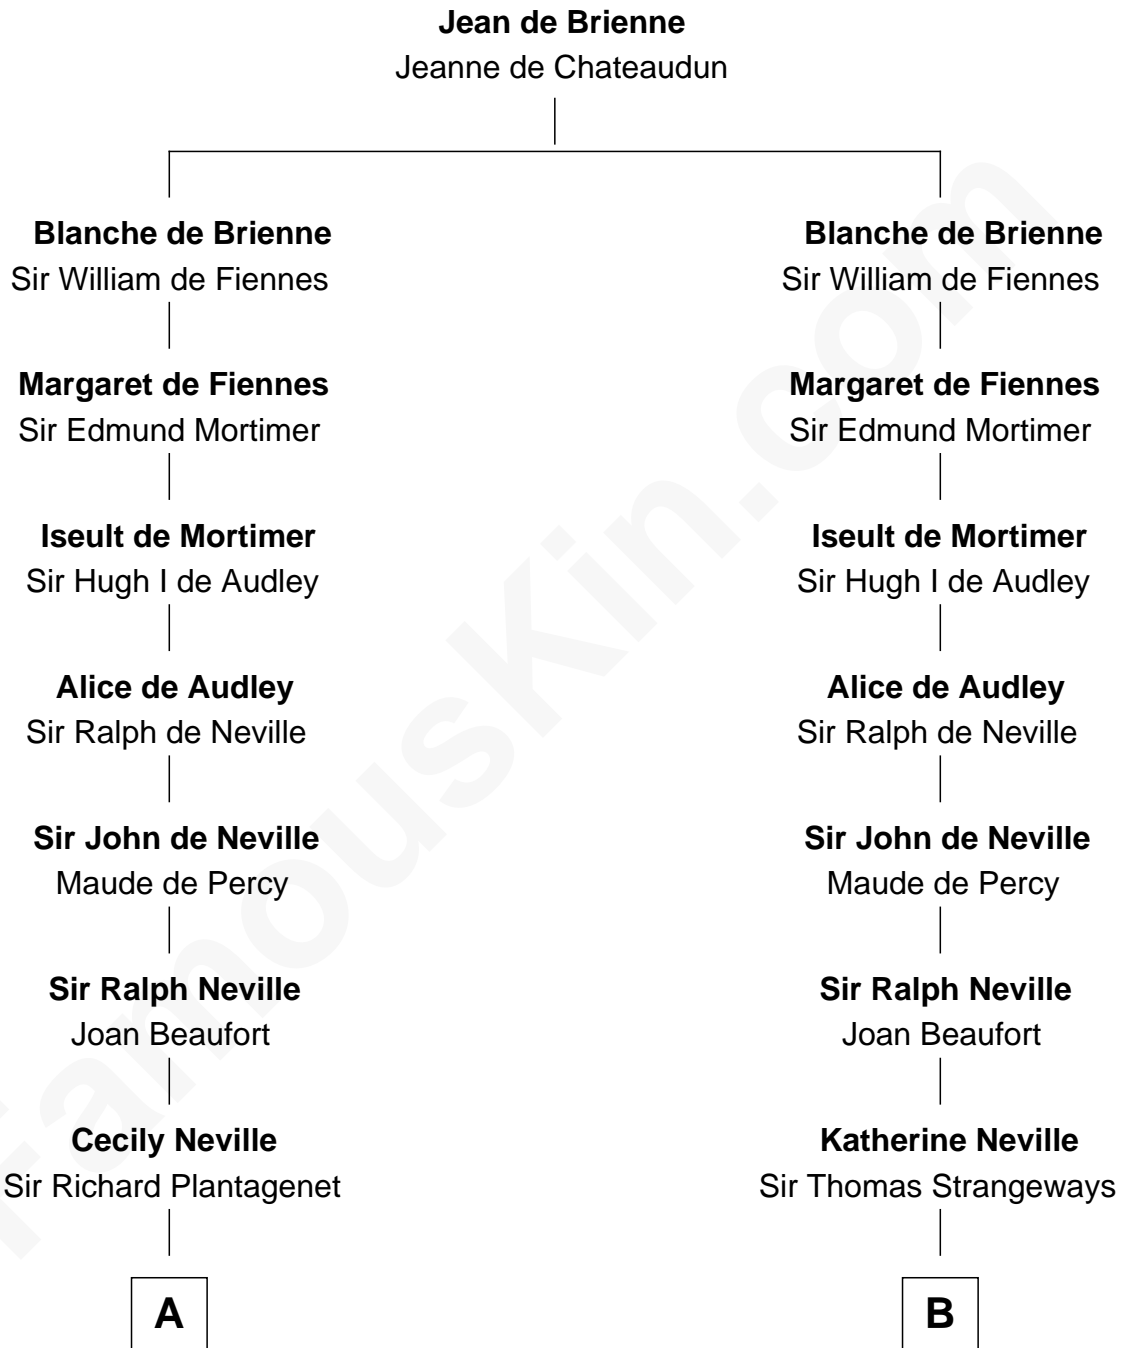 Jean de Brienne
Jeanne de Chateaudun
Blanche de Brienne
Sir William de Fiennes
Margaret de Fiennes
Sir Edmund Mortimer
Iseult de Mortimer
Sir Hugh I de Audley
Alice de Audley
Sir Ralph de Neville
Sir John de Neville
Maude de Percy
Sir Ralph Neville
Joan Beaufort
Cecily Neville
Sir Richard Plantagenet
A
Blanche de Brienne
Sir William de Fiennes
Margaret de Fiennes
Sir Edmund Mortimer
Iseult de Mortimer
Sir Hugh I de Audley
Alice de Audley
Sir Ralph de Neville
Sir John de Neville
Maude de Percy
Sir Ralph Neville
Joan Beaufort
Katherine Neville
Sir Thomas Strangeways
B
FamousKin.com